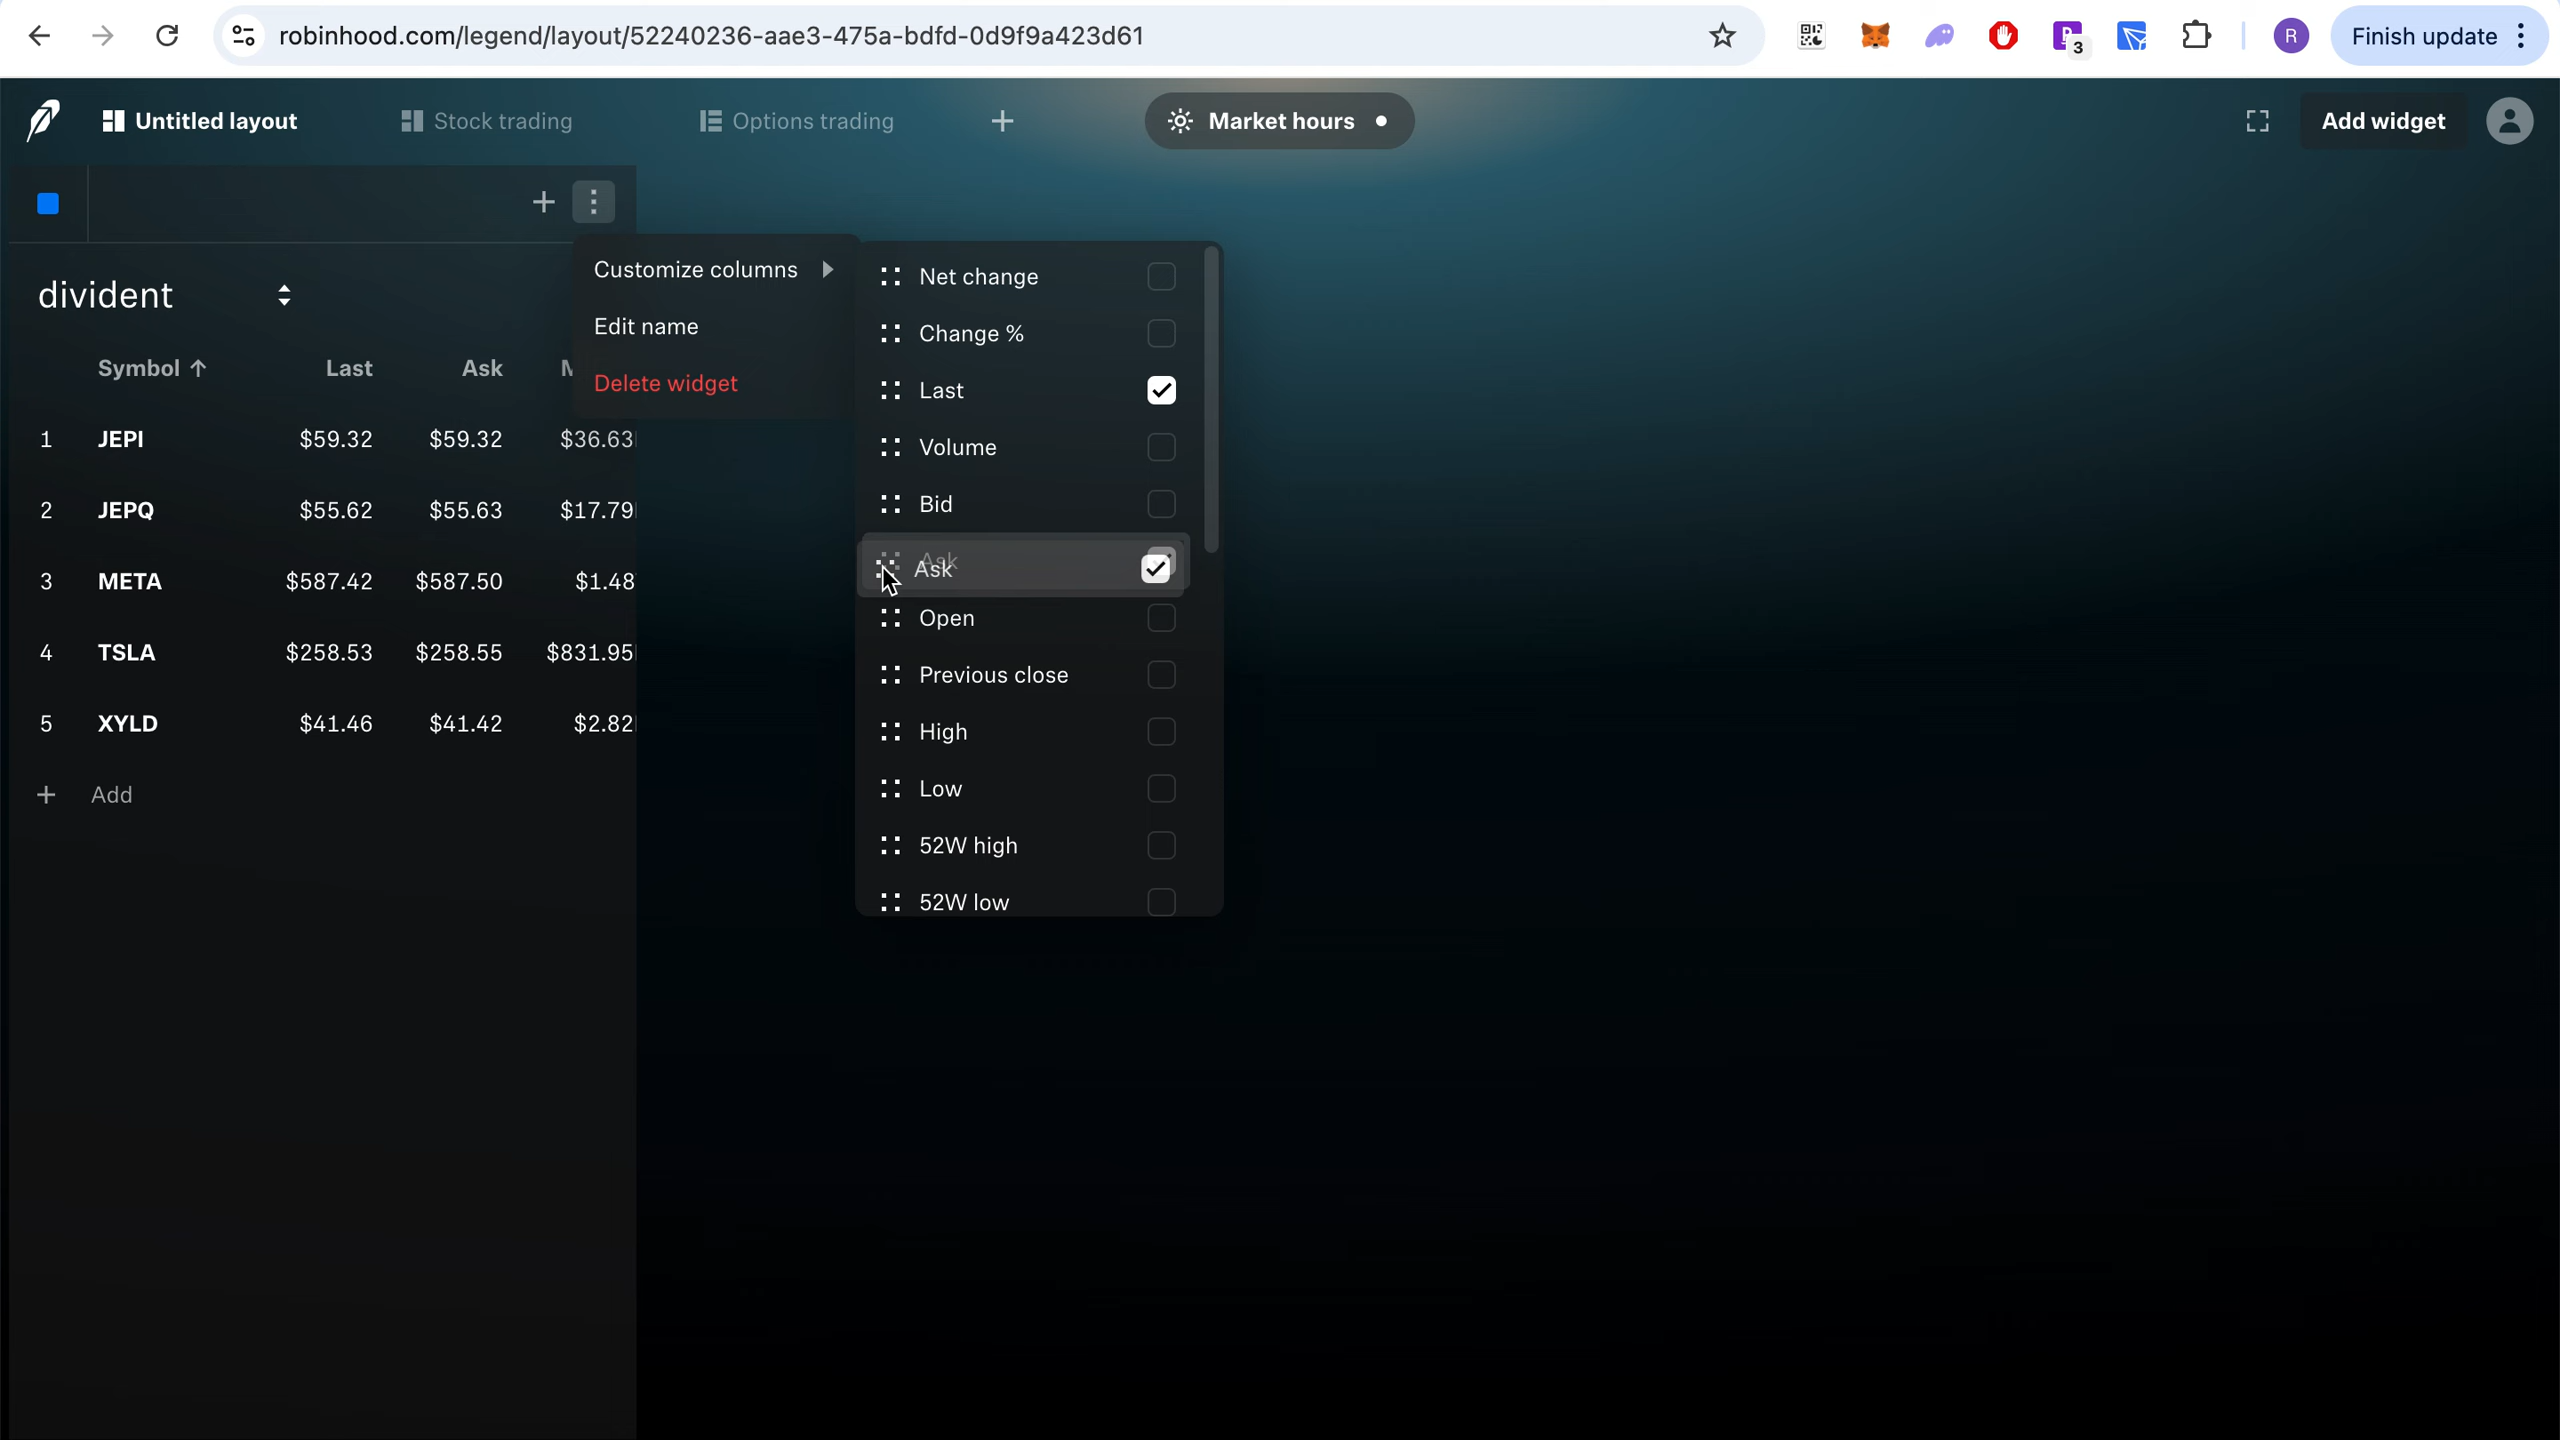 robinhood.com/legend/layout/52240236-aae3-475a-bdfd-0d9f9a423d61
3
R
Finish update
Untitled layout
Stock trading
Options trading
Market hours
Add widget
divident
Symbol Last Ask
1 JEPI $59.32 $59.32 $36.63
2 JEPQ $55.62 $55.63 $17.79
3 META $587.42 $587.50 $1.48
4 TSLA $258.53 $258.55 $831.95
5 XYLD $41.46 $41.42 $2.82
+ Add
Customize columns
Edit name
Delete widget
Net change
Change %
Last
Volume
Bid
Ask
Ask
Open
Previous close
High
Low
52W high
52W low